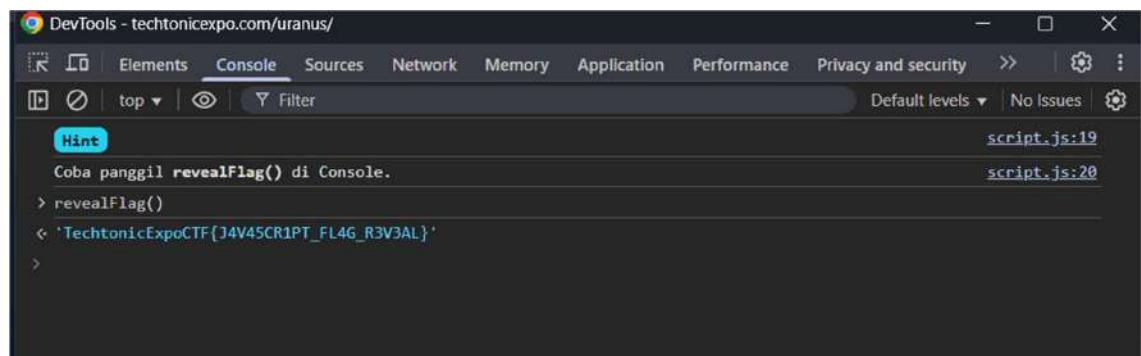 DevTools - techtonicexpo.com/uranus/
Elements Console Sources Network Memory Application Performance Privacy and security >>
top ▾ Filter Default levels ▾ No Issues
Hint script.js:19
Coba panggil revealFlag() di Console. script.js:20
> revealFlag()
<· 'TechtonicExpoCTF{J4V45CR1PT_FL4G_R3V3AL}'
>